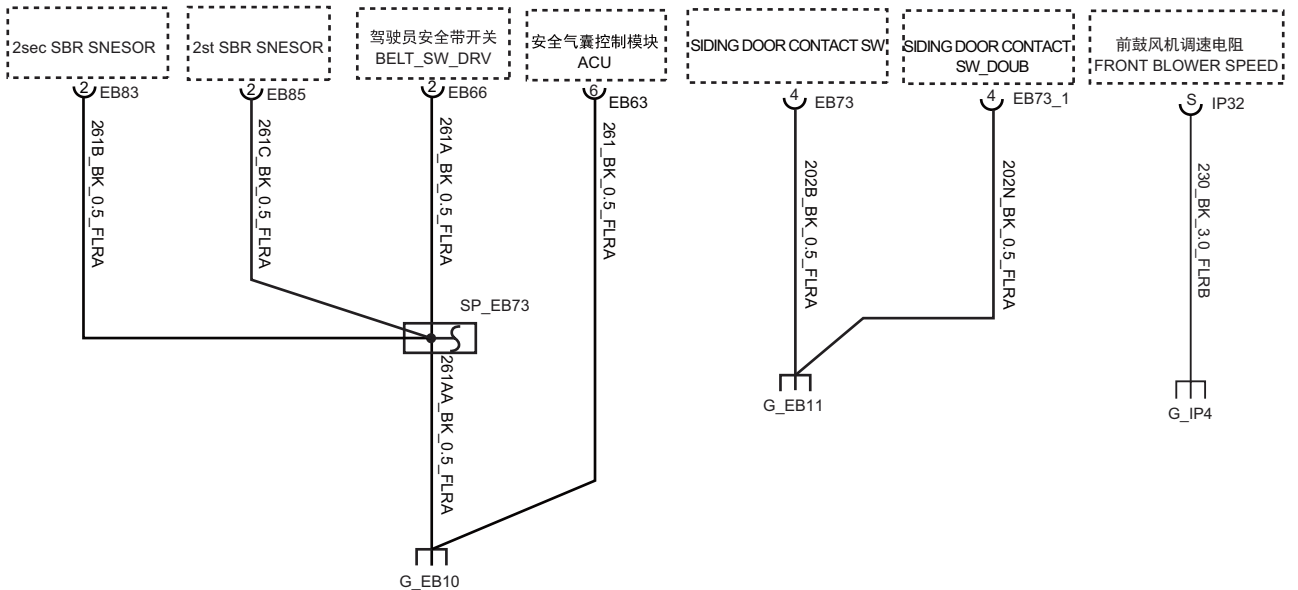 2sec SBR SNESOR
2st SBR SNESOR
驾驶员安全带开关
BELT_SW_DRV
安全气囊控制模块
ACU
SIDING DOOR CONTACT SW
SIDING DOOR CONTACT
SW_DOUB
前鼓风机调速电阻
FRONT BLOWER SPEED
2 EB83
2 EB85
2 EB66
6 EB63
4 EB73
4 EB73_1
S IP32
261B_BK_0.5_FLRA
261C_BK_0.5_FLRA
261A_BK_0.5_FLRA
261_BK_0.5_FLRA
202B_BK_0.5_FLRA
202N_BK_0.5_FLRA
230_BK_3.0_FLRB
SP_EB73
261AA_BK_0.5_FLRA
G_EB11
G_IP4
G_EB10